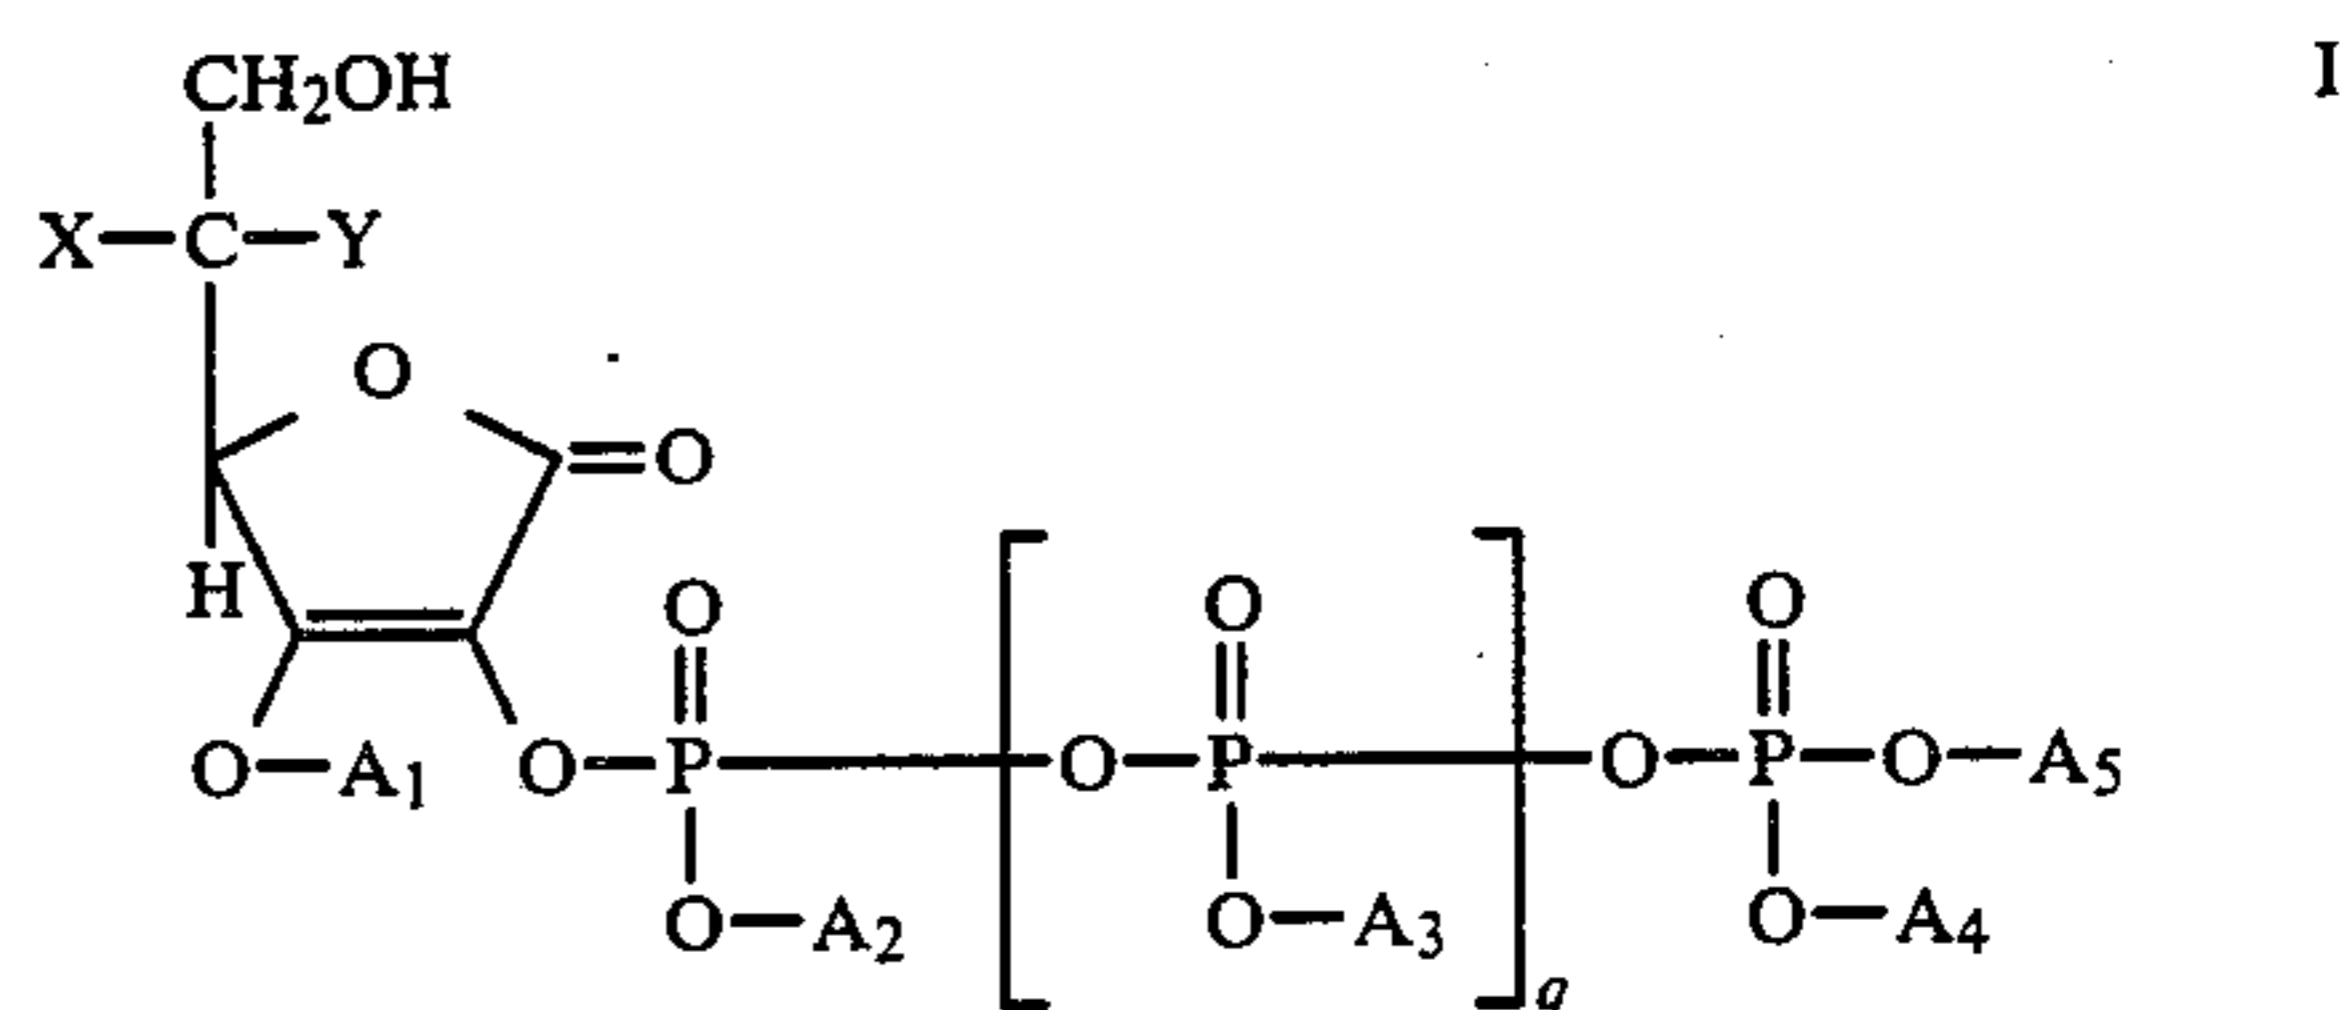 CH2OH I
X—C—Y
O
=O
H O O O
O—A1 O—P—O—P—O—P—O—A5
O—A2 O—A3 O—A4
a